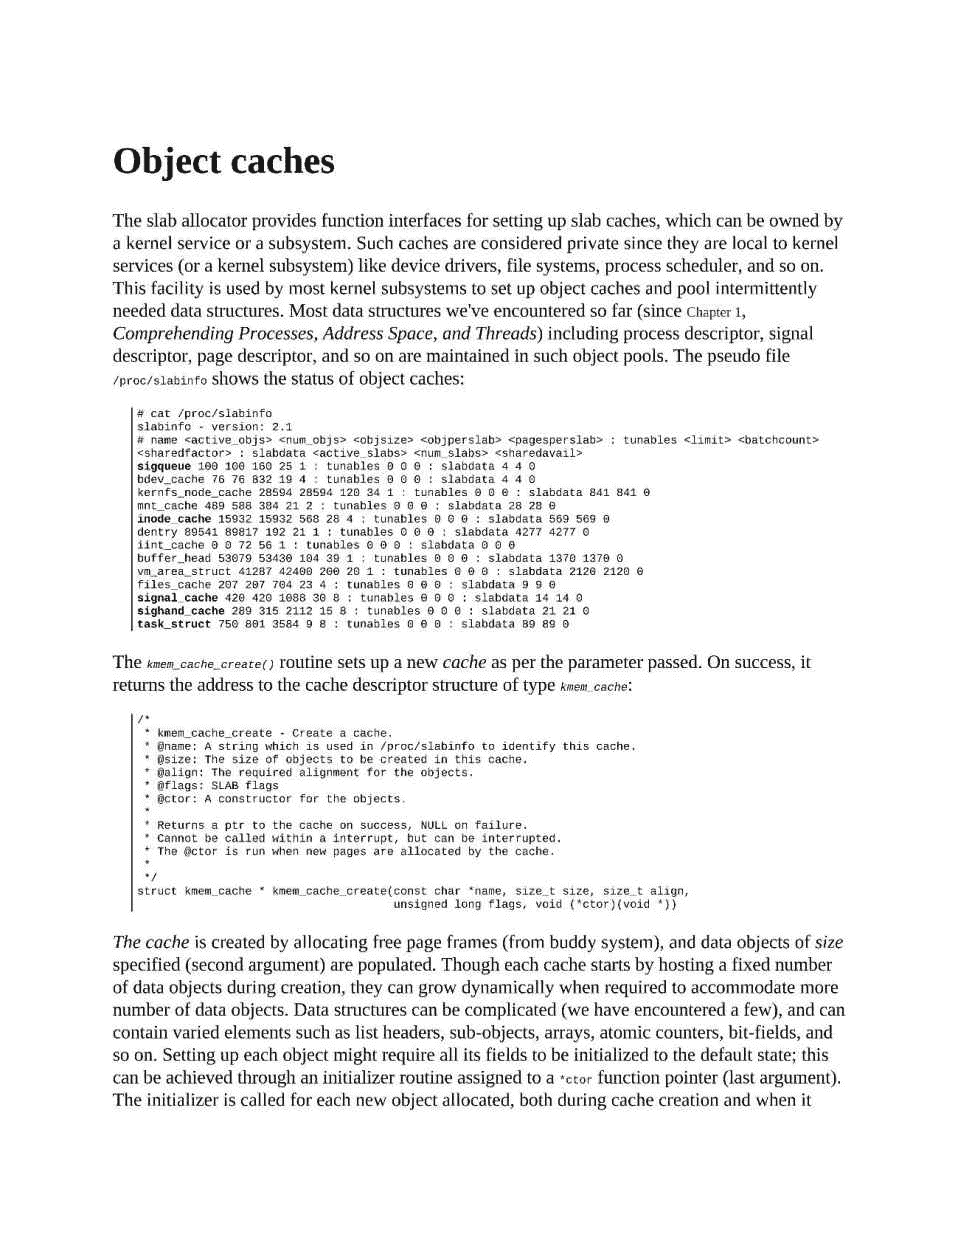 Object caches
The slab allocator provides function interfaces for setting up slab caches, which can be owned by
a kernel service or a subsystem. Such caches are considered private since they are local to kernel
services (or a kernel subsystem) like device drivers, file systems, process scheduler, and so on.
This facility is used by most kernel subsystems to set up object caches and pool intermittently
needed data structures. Most data structures we've encountered so far (since Chapter 1,
Comprehending Processes, Address Space, and Threads) including process descriptor, signal
descriptor, page descriptor, and so on are maintained in such object pools. The pseudo file
/proc/slabinfo shows the status of object caches:
# cat /proc/slabinfo
slabinfo - version: 2.1
# name <active_objs> <num_objs> <objsize> <objperslab> <pagesperslab> : tunables <limit> <batchcount>
<sharedfactor> : slabdata <active_slabs> <num_slabs> <sharedavail>
sigqueue 100 100 160 25 1 : tunables 0 0 0 : slabdata 4 4 0
bdev_cache 76 76 832 19 4 : tunables 0 0 0 : slabdata 4 4 0
kernfs_node_cache 28594 28594 120 34 1 : tunables 0 0 0 : slabdata 841 841 0
mnt_cache 489 588 384 21 2 : tunables 0 0 0 : slabdata 28 28 0
inode_cache 15932 15932 568 28 4 : tunables 0 0 0 : slabdata 569 569 0
dentry 89541 89817 192 21 1 : tunables 0 0 0 : slabdata 4277 4277 0
iint_cache 0 0 72 56 1 : tunables 0 0 0 : slabdata 0 0 0
buffer_head 53079 53430 104 39 1 : tunables 0 0 0 : slabdata 1370 1370 0
vm_area_struct 41287 42400 200 20 1 : tunables 0 0 0 : slabdata 2120 2120 0
files_cache 207 207 704 23 4 : tunables 0 0 0 : slabdata 9 9 0
signal_cache 420 420 1088 30 8 : tunables 0 0 0 : slabdata 14 14 0
sighand_cache 289 315 2112 15 8 : tunables 0 0 0 : slabdata 21 21 0
task_struct 750 801 3584 9 8 : tunables 0 0 0 : slabdata 89 89 0
The kmem_cache_create() routine sets up a new cache as per the parameter passed. On success, it
returns the address to the cache descriptor structure of type kmem_cache:
/*
* kmem_cache_create - Create a cache.
* @name: A string which is used in /proc/slabinfo to identify this cache.
* @size: The size of objects to be created in this cache.
* @align: The required alignment for the objects.
* @flags: SLAB flags
* @ctor: A constructor for the objects.
*
* Returns a ptr to the cache on success, NULL on failure.
* Cannot be called within a interrupt, but can be interrupted.
* The @ctor is run when new pages are allocated by the cache.
*
*/
struct kmem_cache * kmem_cache_create(const char *name, size_t size, size_t align,
unsigned long flags, void (*ctor)(void *))
The cache is created by allocating free page frames (from buddy system), and data objects of size
specified (second argument) are populated. Though each cache starts by hosting a fixed number
of data objects during creation, they can grow dynamically when required to accommodate more
number of data objects. Data structures can be complicated (we have encountered a few), and can
contain varied elements such as list headers, sub-objects, arrays, atomic counters, bit-fields, and
so on. Setting up each object might require all its fields to be initialized to the default state; this
can be achieved through an initializer routine assigned to a *ctor function pointer (last argument).
The initializer is called for each new object allocated, both during cache creation and when it